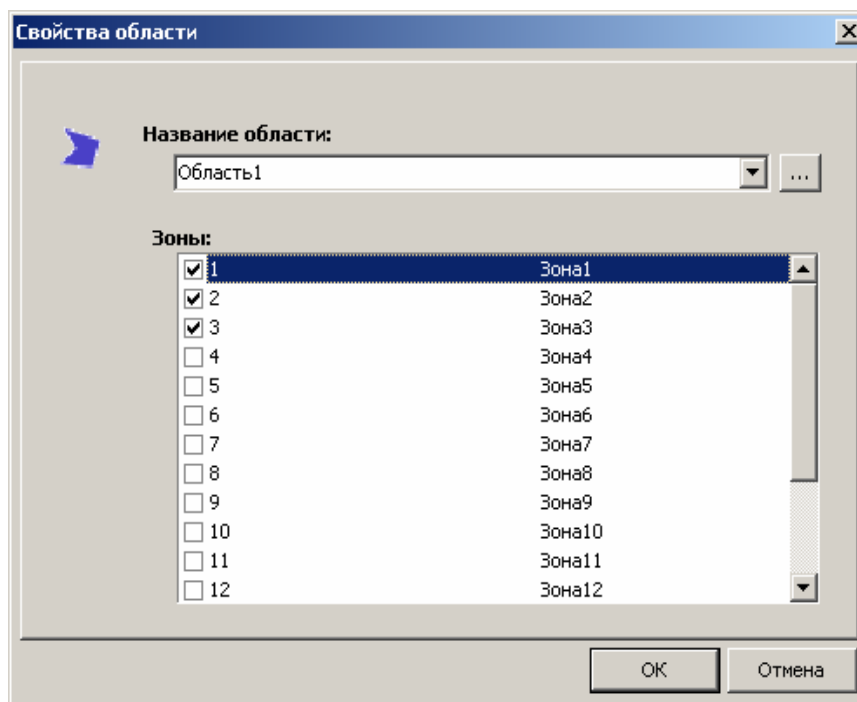 Свойства области
Название области:
Область1
...
Зоны:
1 Зона1
2 Зона2
3 Зона3
4 Зона4
5 Зона5
6 Зона6
7 Зона7
8 Зона8
9 Зона9
10 Зона10
11 Зона11
12 Зона12
ОК Отмена